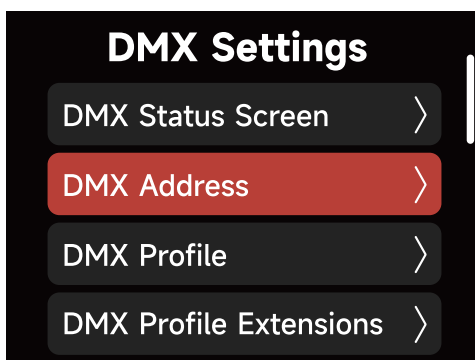 DMX Settings
DMX Status Screen
DMX Address
DMX Profile
DMX Profile Extensions